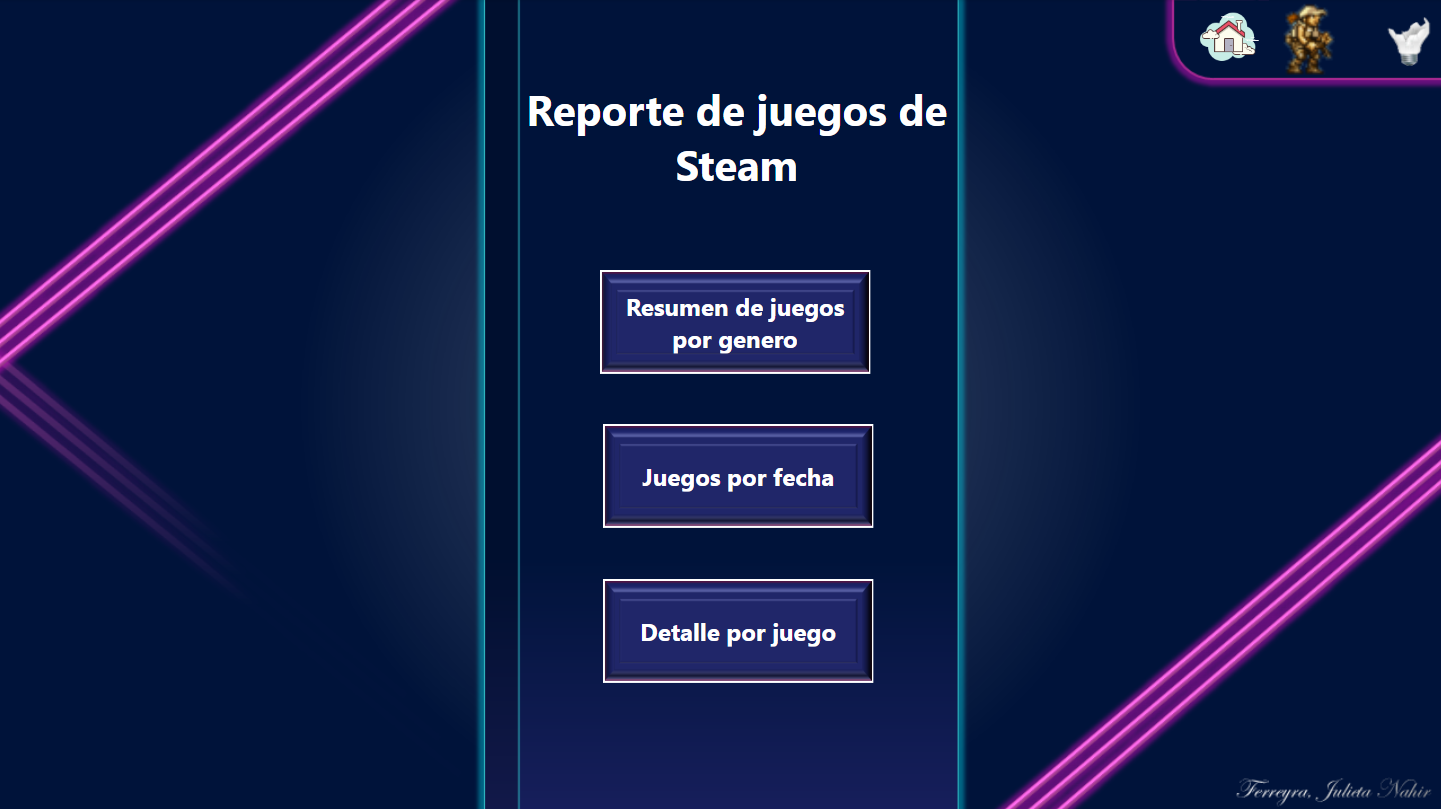 Reporte de juegos de
Steam
Resumen de juegos
por genero
Juegos por fecha
Detalle por juego
Ferreyra, Julieta Nahir